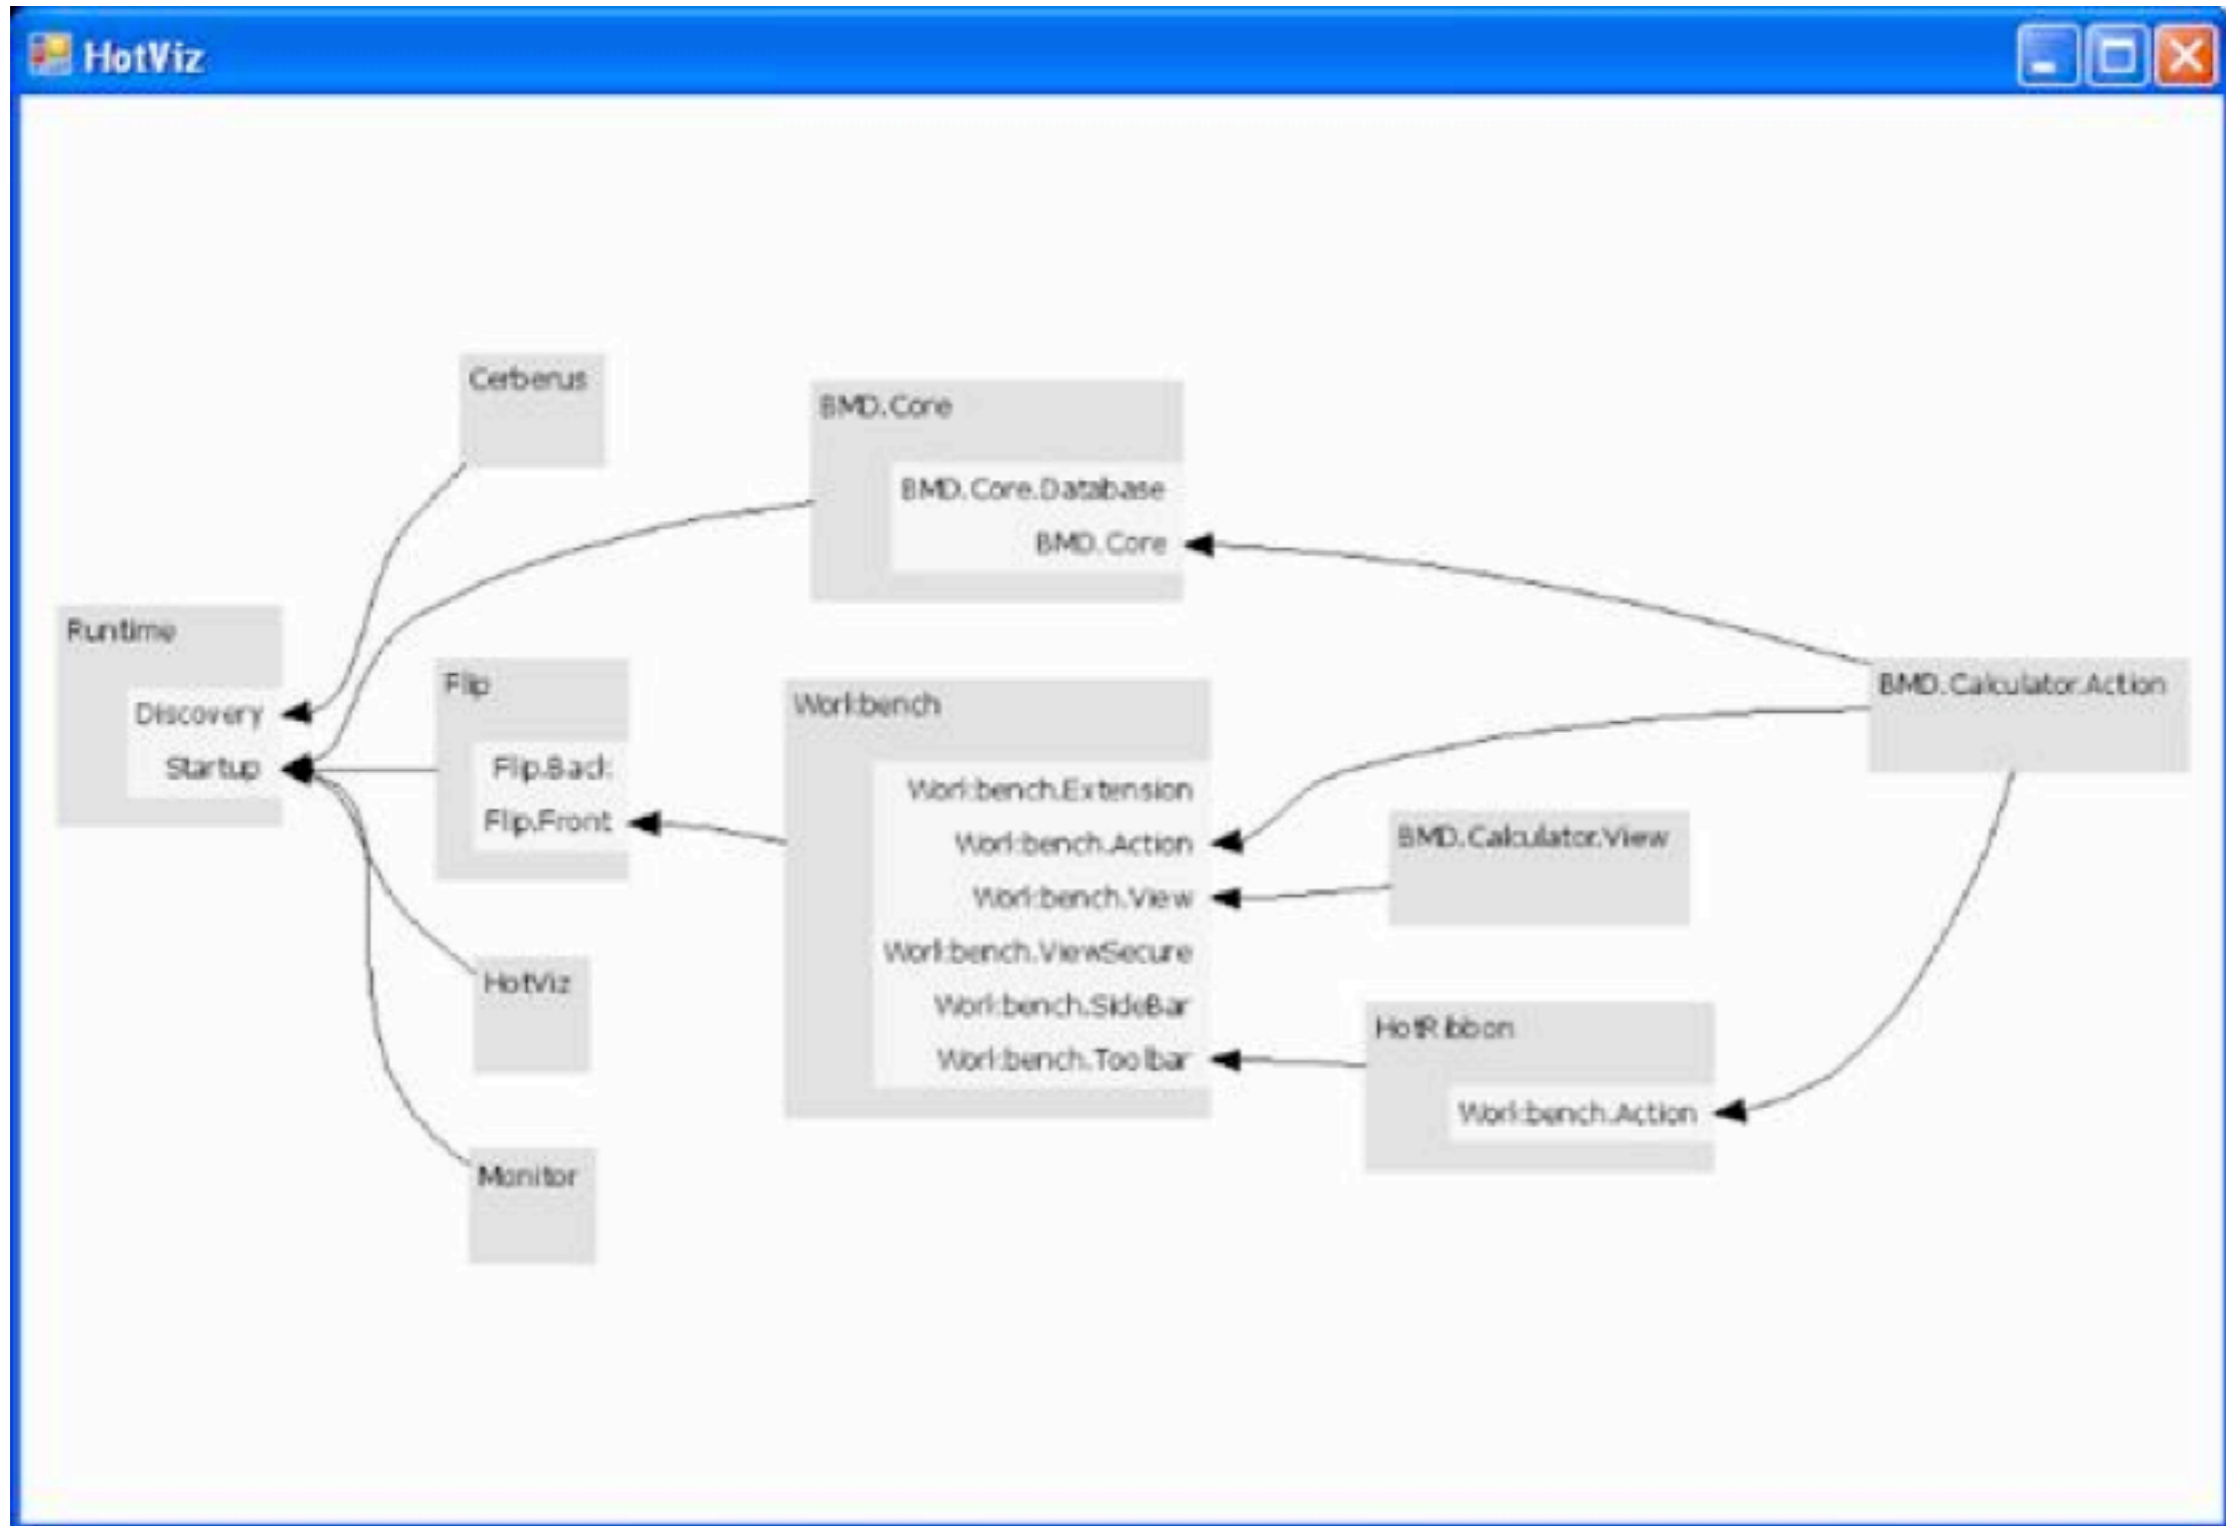 HotViz
Cerberus
BMD.Core
BMD.Core.Database
BMD.Core
Runtime
Discovery
Startup
Flip
Flip.Back
Flip.Front
Workbench
Workbench.Extension
Workbench.Action
Workbench.View
Workbench.ViewSecure
Workbench.SideBar
Workbench.Toolbar
BMD.Calculator.Action
BMD.Calculator.View
HotRibbon
Workbench.Action
HotViz
Monitor